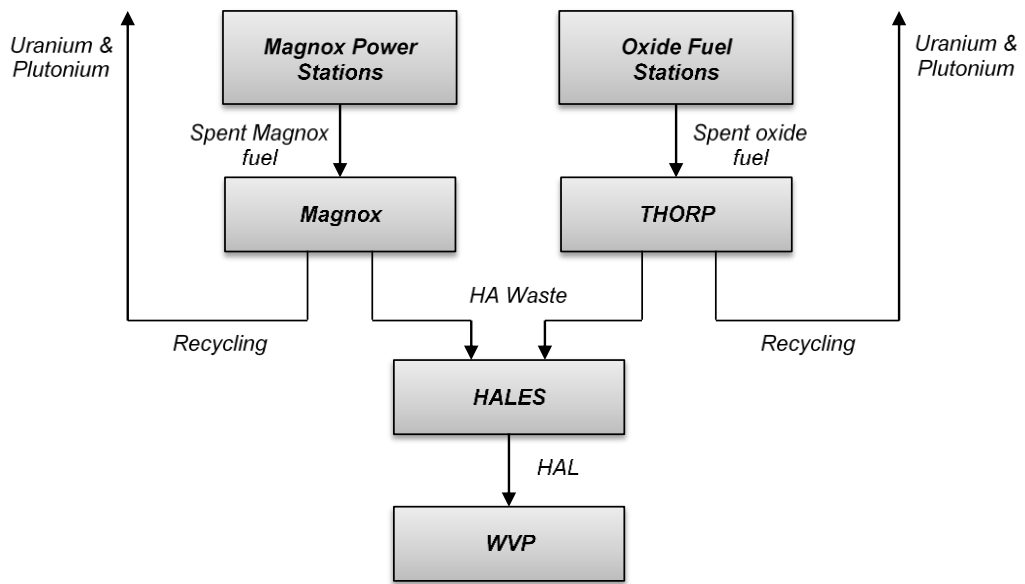 Uranium &
Plutonium
Magnox Power
Stations
Oxide Fuel
Stations
Uranium &
Plutonium
Spent Magnox
fuel
Spent oxide
fuel
Magnox
THORP
HA Waste
Recycling
Recycling
HALES
HAL
WVP